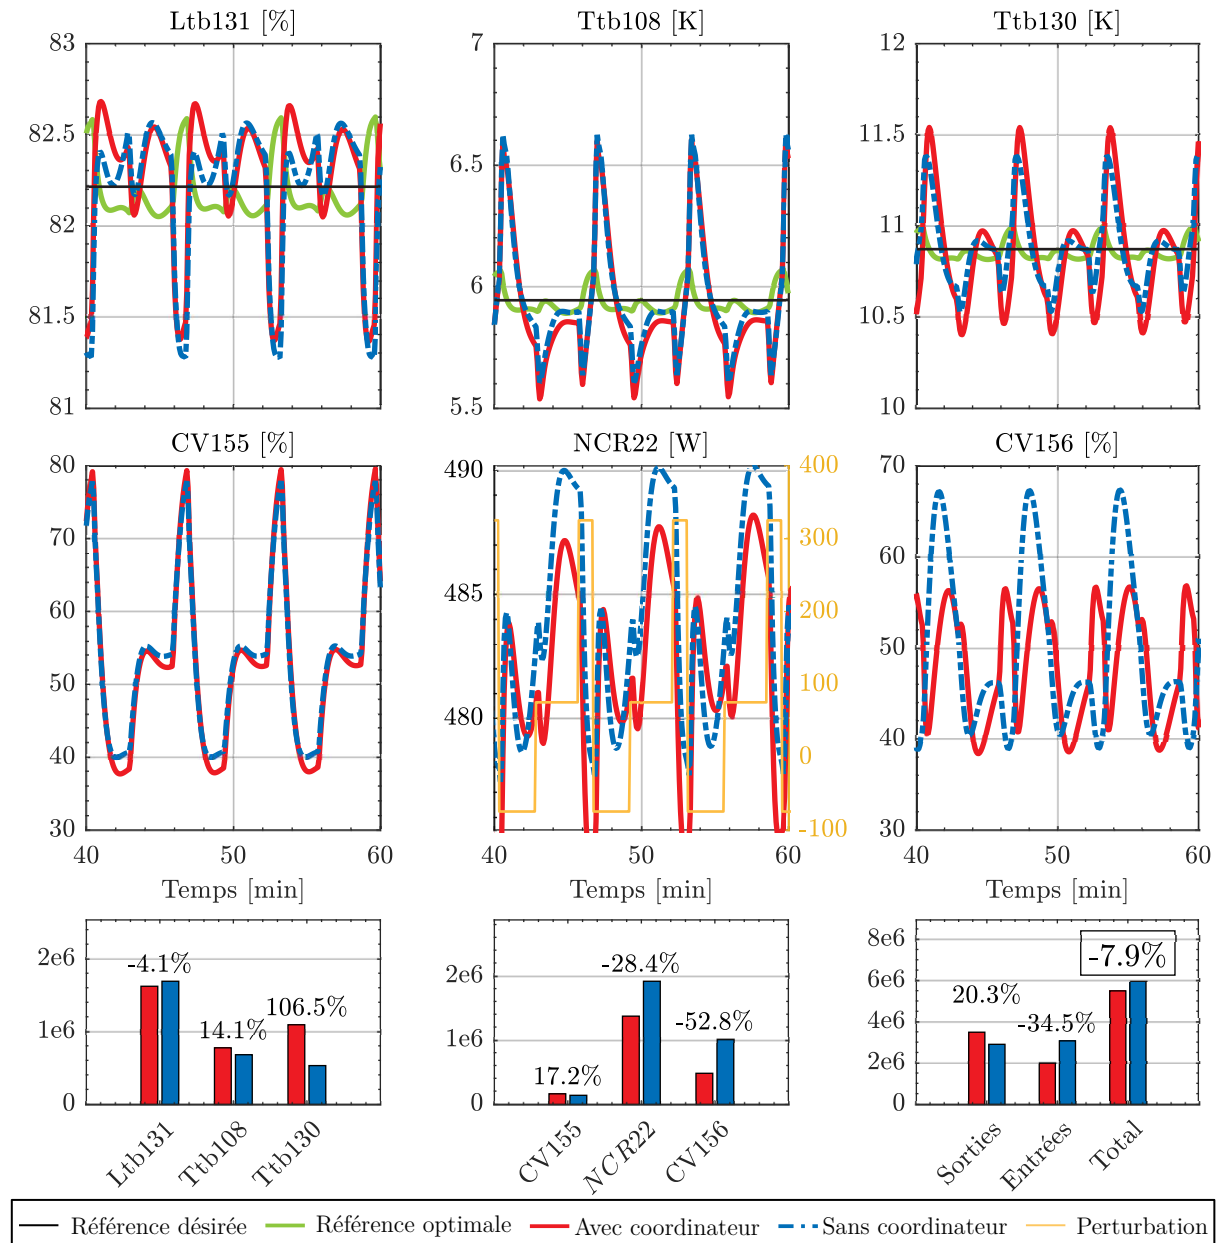 Ltb131 [%] Ttb108 [K] Ttb130 [K]
83 7 12
82.5 6.5 11.5
82 6 11
81.5 10.5
81 5.5 10
CV155 [%] NCR22 [W] CV156 [%]
80 490 400 70
70 300
60 485 200 60
50 100 50
40 480 0 40
30 -100 30
40 50 60 40 50 60 40 50 60
Temps [min] Temps [min] Temps [min]
2e6 2e6 8e6
-4.1% -28.4% -7.9%
106.5% 6e6
1e6 14.1% -52.8% 20.3%
1e6 4e6 -34.5%
17.2% 2e6
0 0 0
Ltb131 Ttb108 Ttb130 CV155 NCR22 CV156 Sorties Entrées Total
Référence désirée Référence optimale Avec coordinateur Sans coordinateur Perturbation